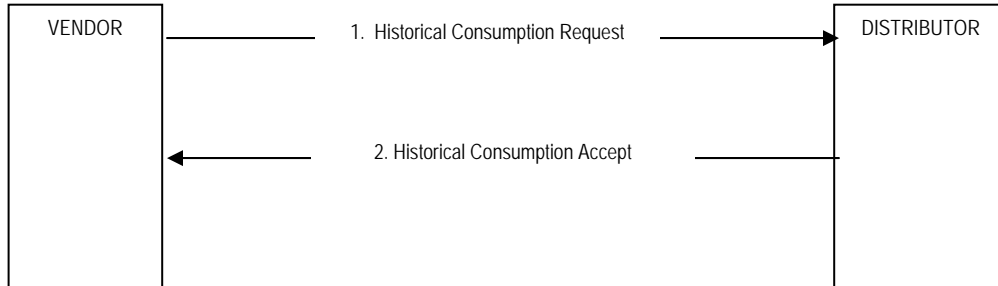 VENDOR
1. Historical Consumption Request
DISTRIBUTOR
2. Historical Consumption Accept